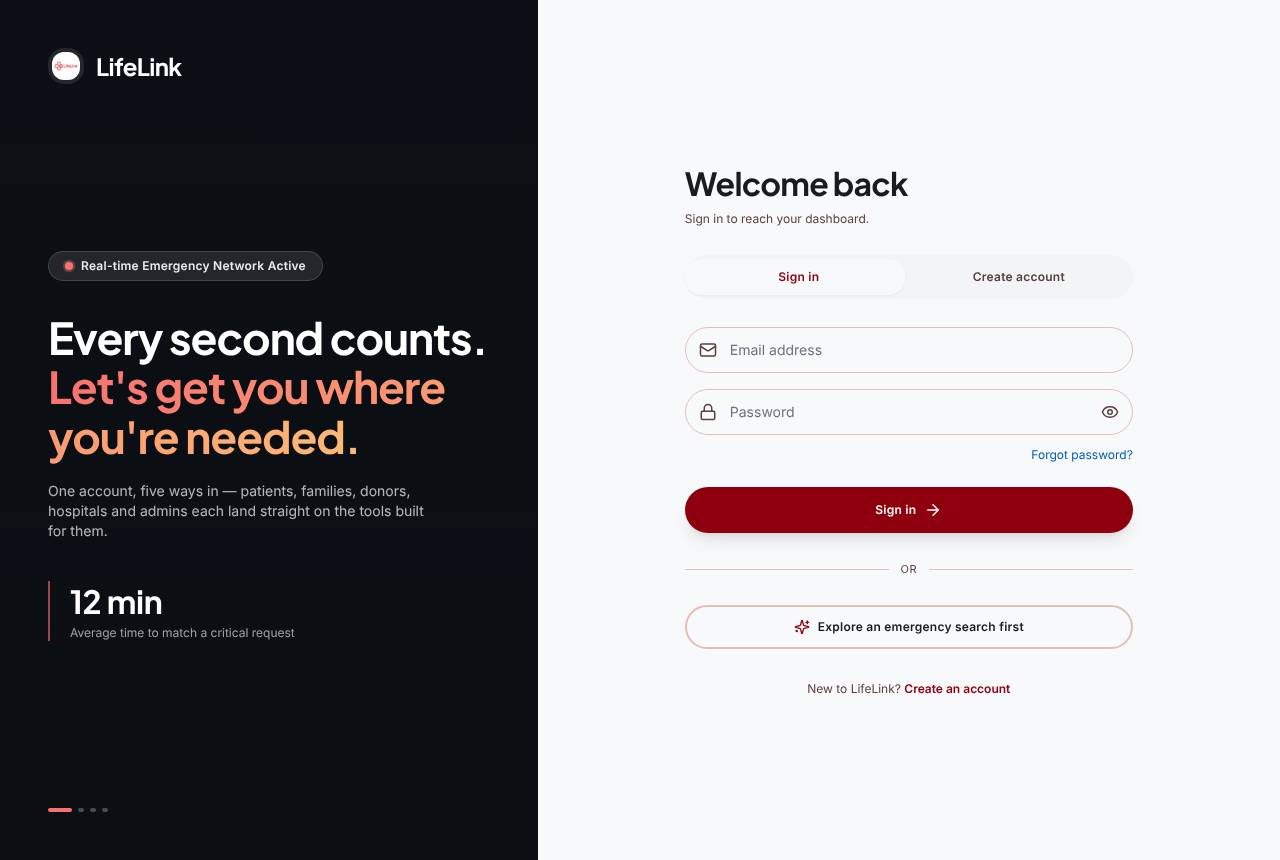 LifeLink
Real-time Emergency Network Active
Every second counts.
Let's get you where
you're needed.
One account, five ways in — patients, families, donors,
hospitals and admins each land straight on the tools built
for them.
12 min
Average time to match a critical request
Welcome back
Sign in to reach your dashboard.
Sign in
Create account
Email address
Password
Forgot password?
Sign in
OR
Explore an emergency search first
New to LifeLink? Create an account